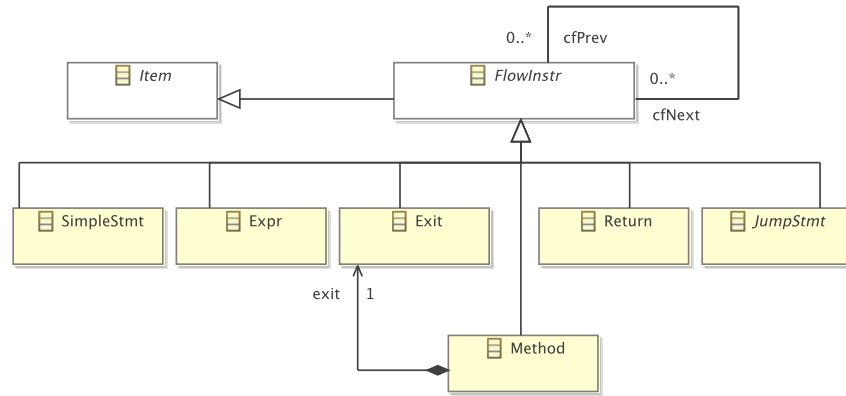 0..*
cfPrev
Item
FlowInstr
0..*
cfNext
SimpleStmt
Expr
Exit
Return
JumpStmt
exit
1
Method